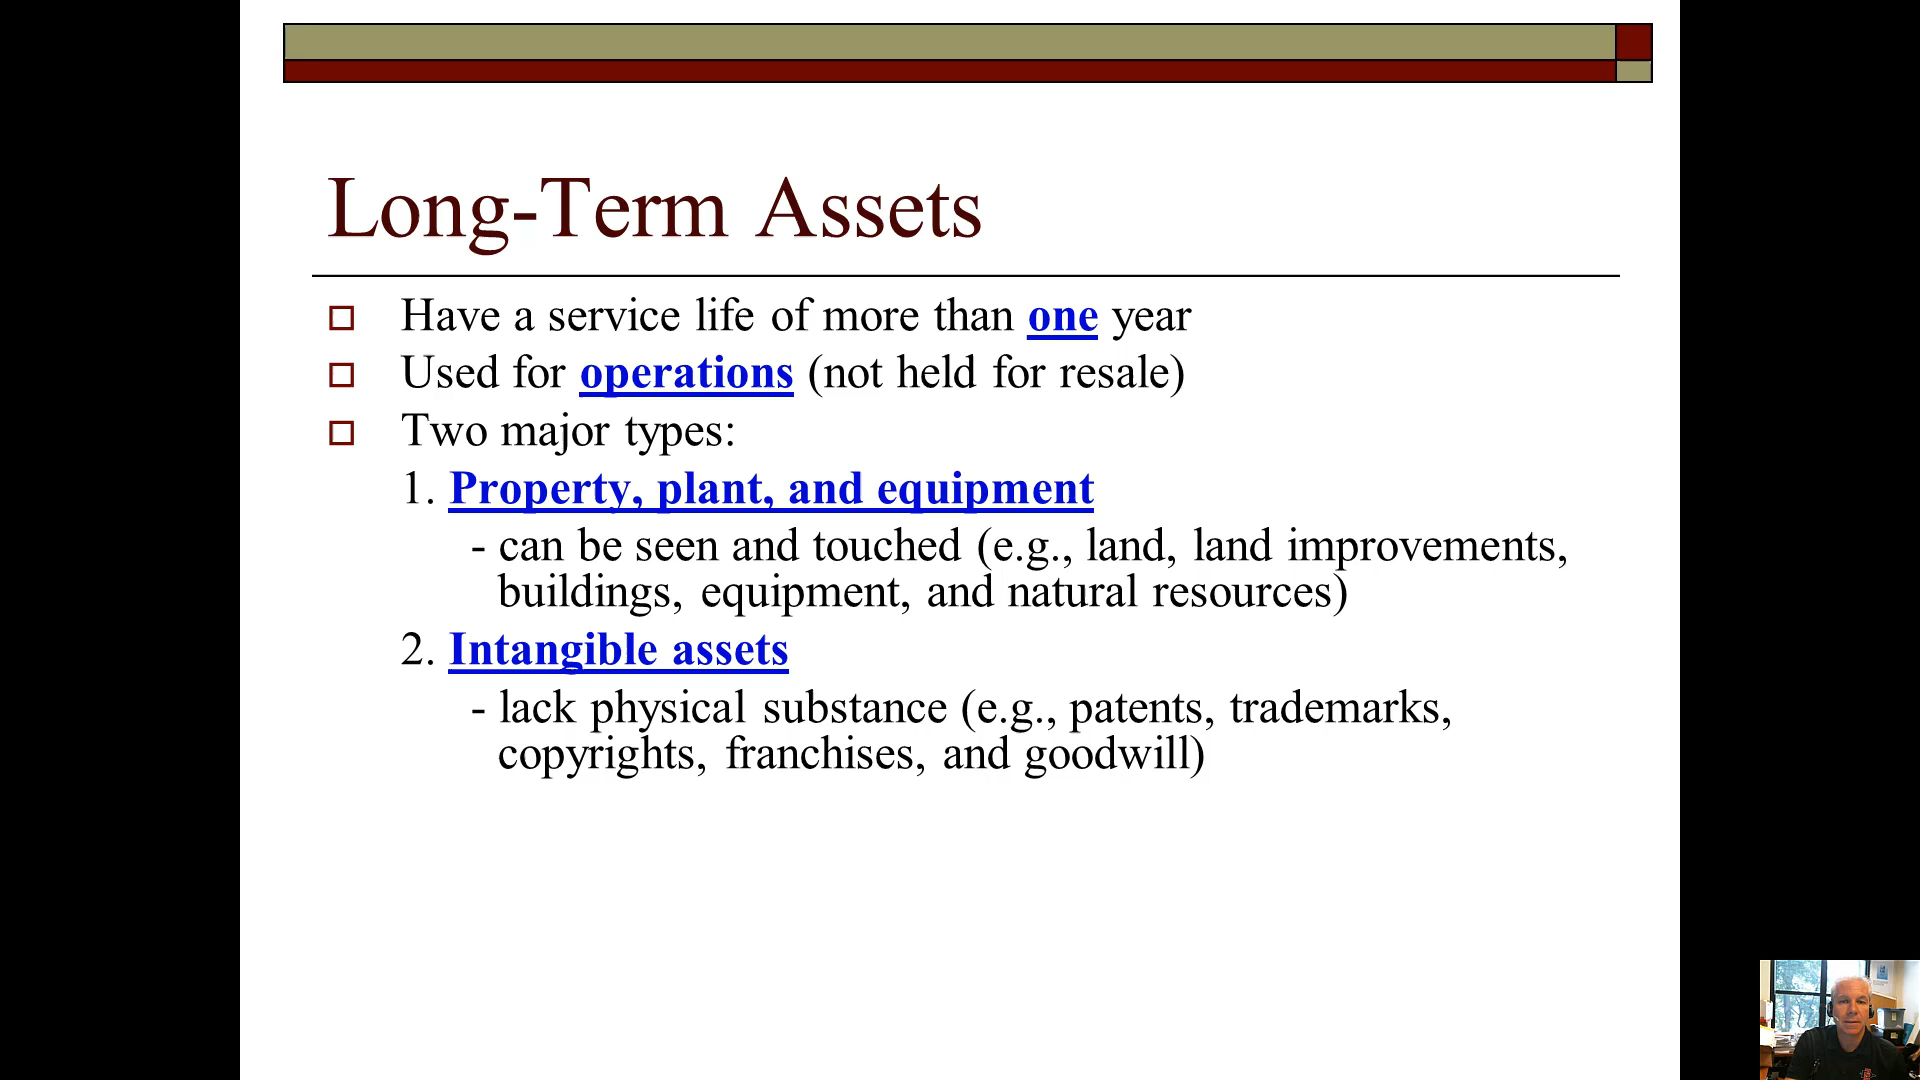 Long-Term Assets
Have a service life of more than one year
Used for operations (not held for resale)
Two major types:
1. Property, plant, and equipment
- can be seen and touched (e.g., land, land improvements,
buildings, equipment, and natural resources)
2. Intangible assets
- lack physical substance (e.g., patents, trademarks,
copyrights, franchises, and goodwill)